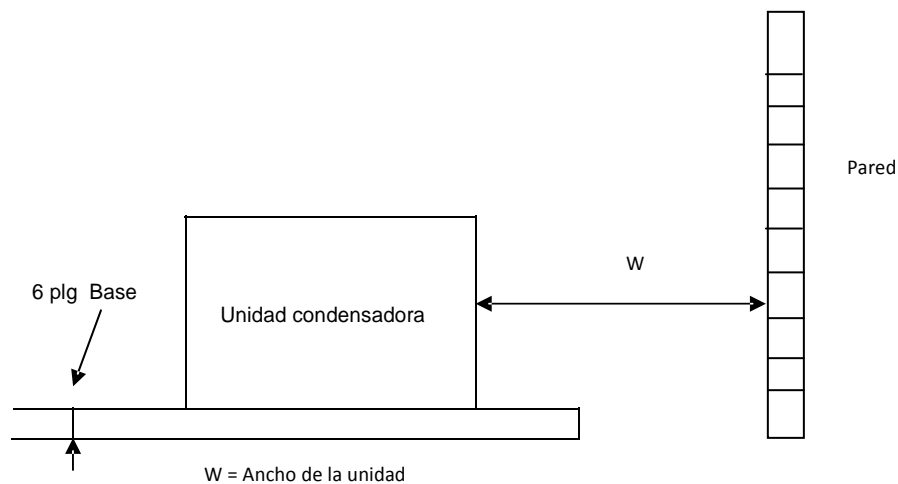 Pared
W
6 plg Base
Unidad condensadora
W = Ancho de la unidad